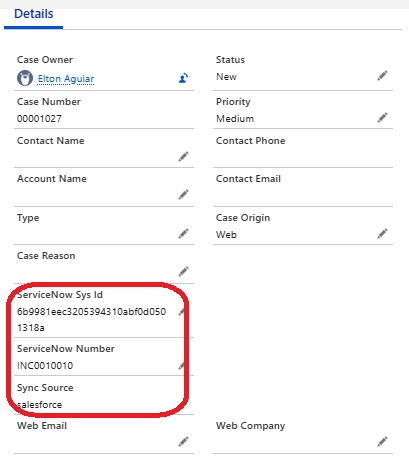 Details
Case Owner
Elton Aguiar
Status
New
Case Number
00001027
Priority
Medium
Contact Name
Contact Phone
Account Name
Contact Email
Type
Case Origin
Web
Case Reason
ServiceNow Sys Id
6b9981eec3205394310abf0d050
1318a
ServiceNow Number
INC0010010
Sync Source
salesforce
Web Email
Web Company